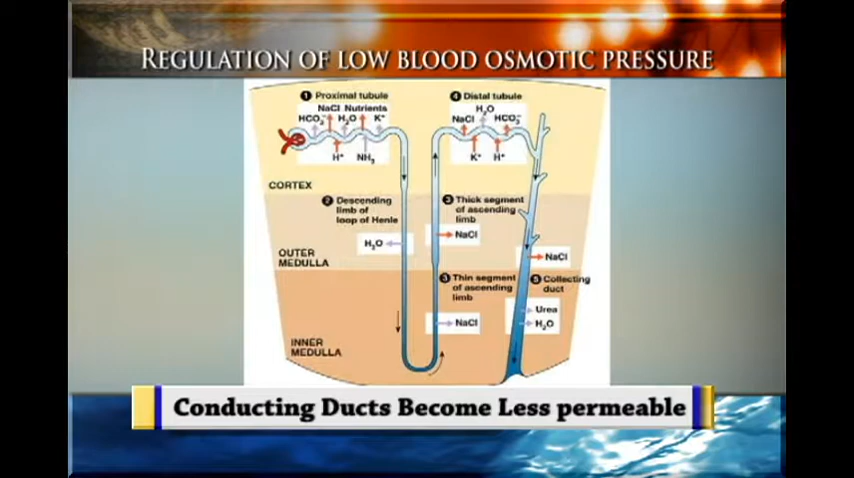 REGULATION OF LOW BLOOD OSMOTIC PRESSURE
1 Proximal tubule
NaCl Nutrients
HCO₃⁻ H₂O K⁺
H⁺ NH₃
4 Distal tubule
H₂O
NaCl HCO₃⁻
K⁺ H⁺
CORTEX
2 Descending
limb of
loop of Henle
3 Thick segment
of ascending
limb
NaCl
H₂O
OUTER
MEDULLA
NaCl
3 Thin segment
of ascending
limb
5 Collecting
duct
Urea
NaCl
H₂O
INNER
MEDULLA
Conducting Ducts Become Less permeable